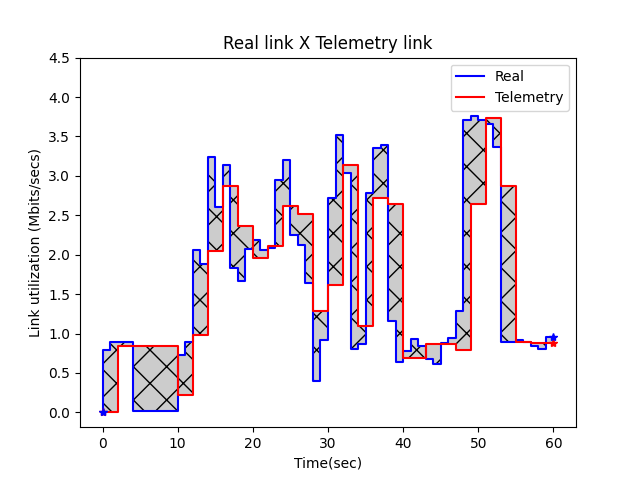 Real link X Telemetry link
Real
Telemetry
Link utilization (Mbits/secs)
4.5
4.0
3.5
3.0
2.5
2.0
1.5
1.0
0.5
0.0
0 10 20 30 40 50 60
Time(sec)